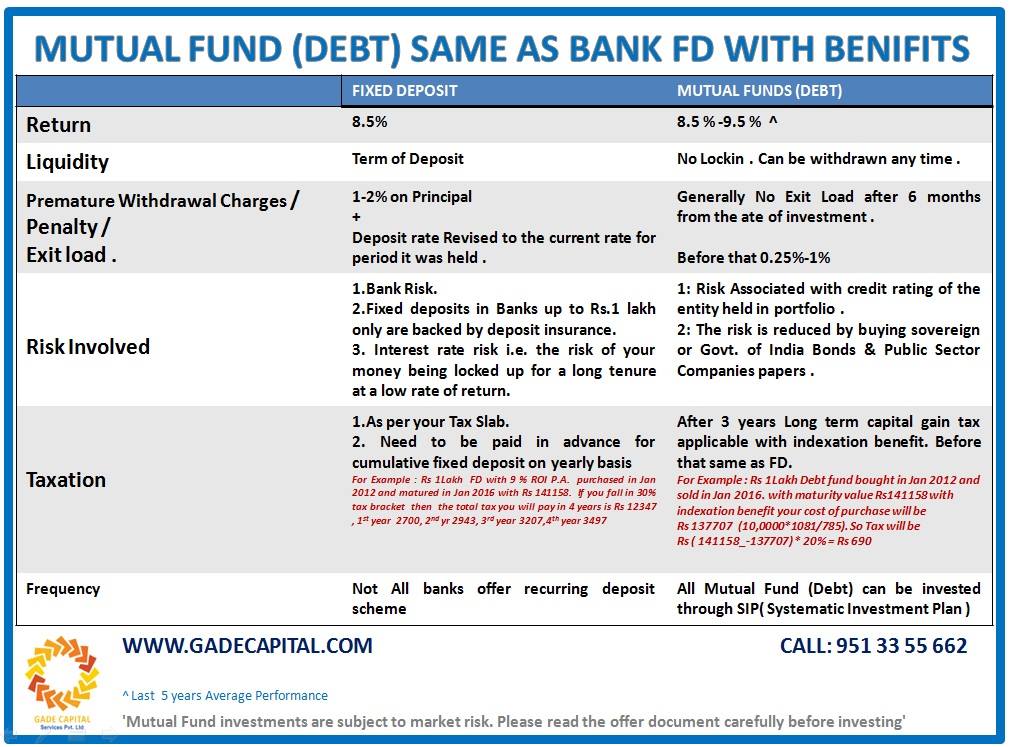 MUTUAL FUND (DEBT) SAME AS BANK FD WITH BENIFITS
FIXED DEPOSIT
MUTUAL FUNDS (DEBT)
Return
8.5%
8.5 % -9.5 % ^
Liquidity
Term of Deposit
No Lockin . Can be withdrawn any time .
Premature Withdrawal Charges /
Penalty /
Exit load .
1-2% on Principal
+
Deposit rate Revised to the current rate for
period it was held .
Generally No Exit Load after 6 months
from the ate of investment .
Before that 0.25%-1%
Risk Involved
1.Bank Risk.
2.Fixed deposits in Banks up to Rs.1 lakh
only are backed by deposit insurance.
3. Interest rate risk i.e. the risk of your
money being locked up for a long tenure
at a low rate of return.
1: Risk Associated with credit rating of the
entity held in portfolio .
2: The risk is reduced by buying sovereign
or Govt. of India Bonds & Public Sector
Companies papers .
Taxation
1.As per your Tax Slab.
2. Need to be paid in advance for
cumulative fixed deposit on yearly basis
For Example : Rs 1Lakh FD with 9 % ROI P.A. purchased in Jan
2012 and matured in Jan 2016 with Rs 141158. If you fall in 30%
tax bracket then the total tax you will pay in 4 years is Rs 12347
, 1st year 2700, 2nd yr 2943, 3rd year 3207,4th year 3497
After 3 years Long term capital gain tax
applicable with indexation benefit. Before
that same as FD.
For Example : Rs 1Lakh Debt fund bought in Jan 2012 and
sold in Jan 2016. with maturity value Rs141158 with
indexation benefit your cost of purchase will be
Rs 137707 (10,0000*1081/785). So Tax will be
Rs ( 141158_-137707) * 20% = Rs 690
Frequency
Not All banks offer recurring deposit
scheme
All Mutual Fund (Debt) can be invested
through SIP( Systematic Investment Plan )
WWW.GADECAPITAL.COM
CALL: 951 33 55 662
GADE CAPITAL
Services Pvt. Ltd
^ Last 5 years Average Performance
'Mutual Fund investments are subject to market risk. Please read the offer document carefully before investing'